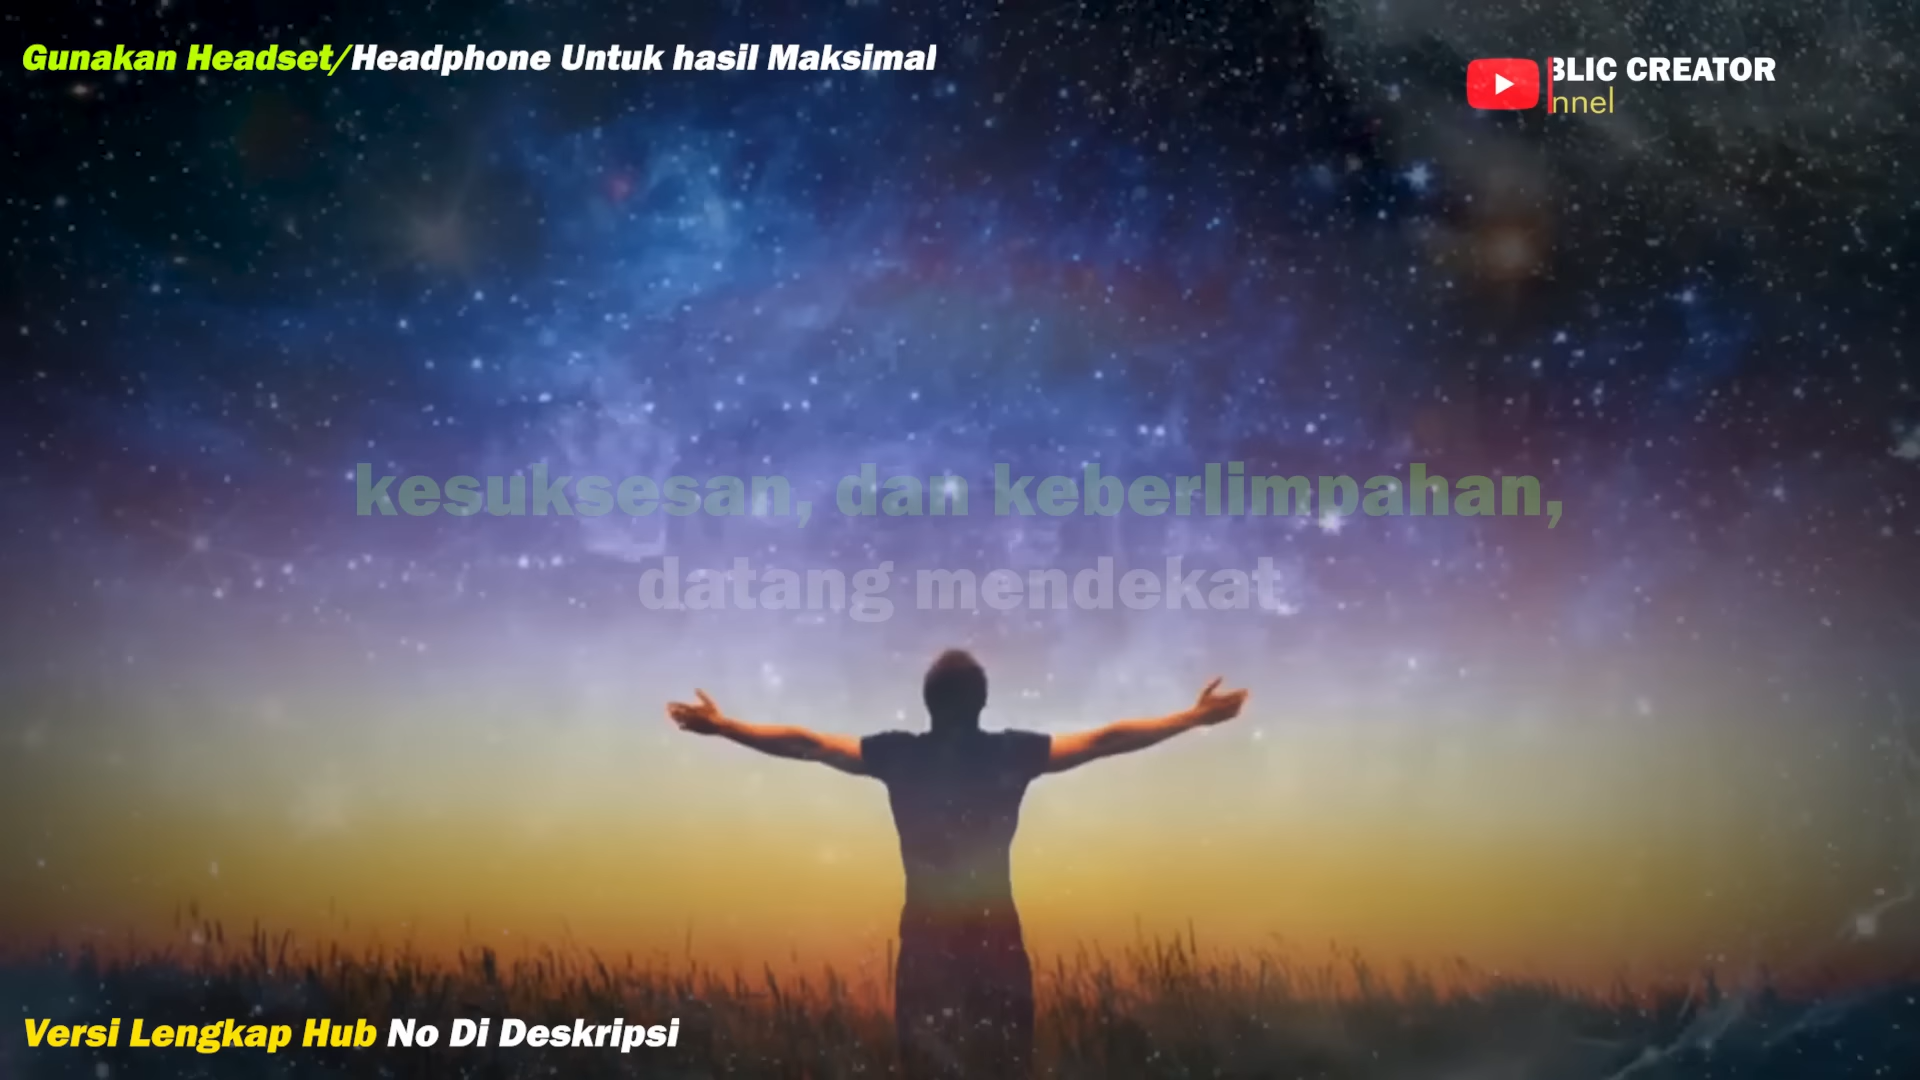 Gunakan Headset/Headphone Untuk hasil Maksimal
BLIC CREATOR
nnel
kesuksesan, dan keberlimpahan,
datang mendekat
Versi Lengkap Hub No Di Deskripsi